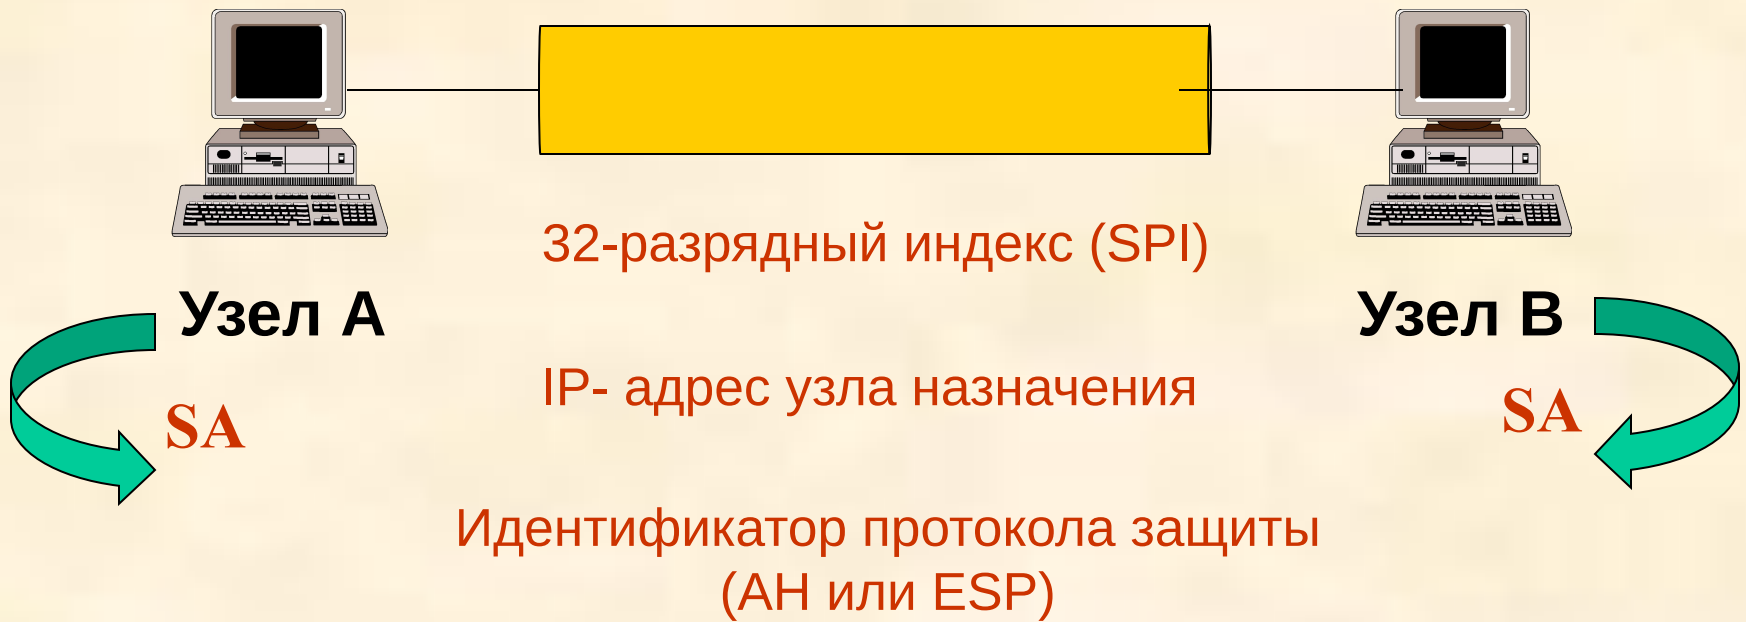 32-разрядный индекс (SPI)
Узел А
Узел В
IP- адрес узла назначения
SA
SA
Идентификатор протокола защиты
(AH или ESP)